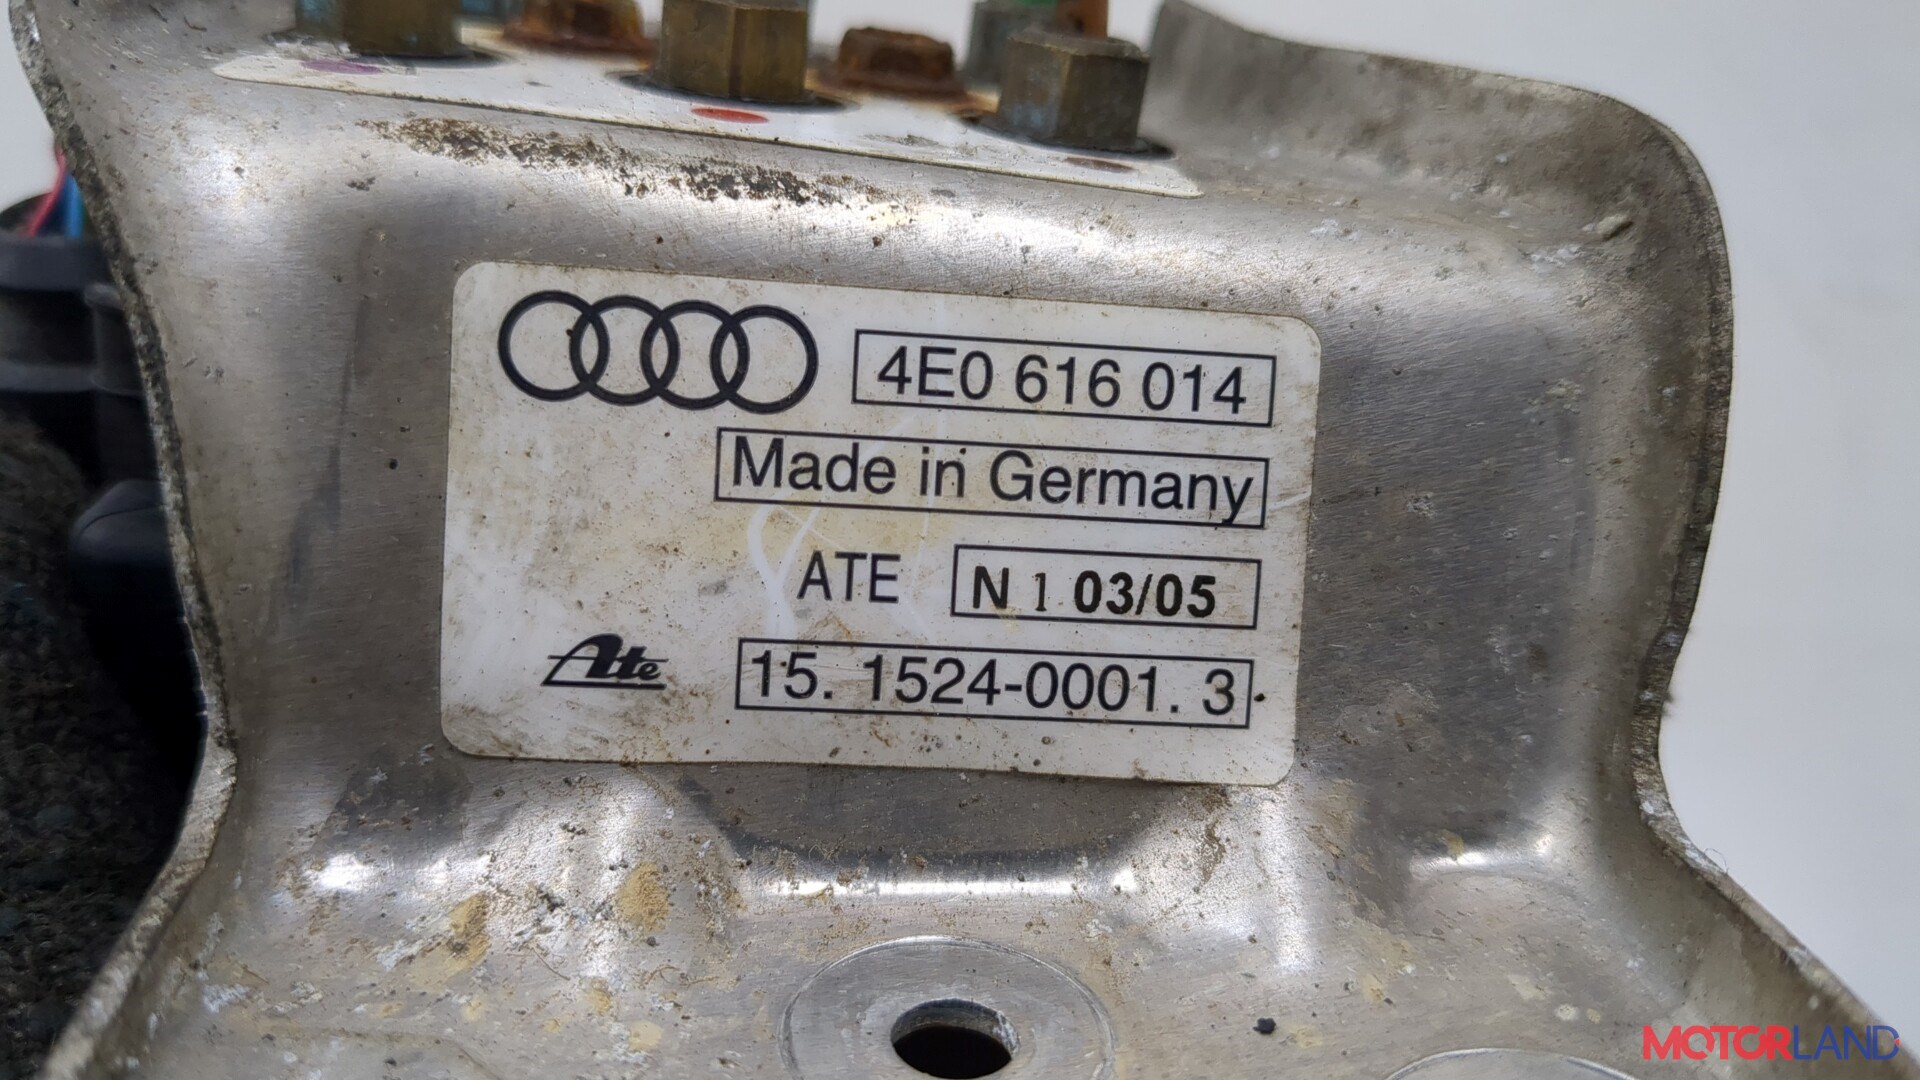 4E0 616 014
Made in Germany
ATE N 1 03/05
Ate 15. 1524-0001. 3
MOTORLAND